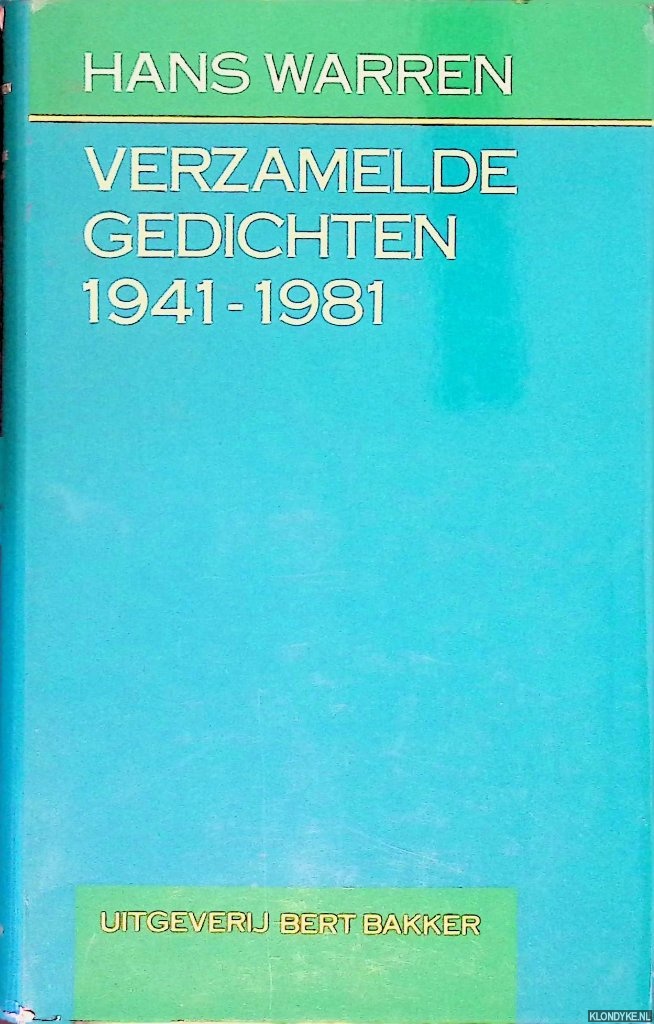 HANS WARREN
VERZAMELDE
GEDICHTEN
1941-1981
UITGEVERIJ BERT BAKKER
KLONDYKE.NL